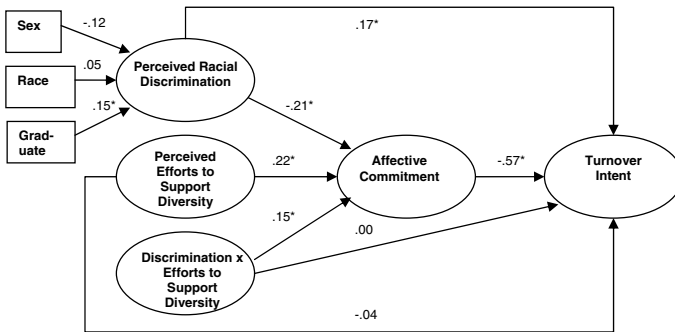 Sex
-.12
.17*
Perceived Racial
Discrimination
Race
.05
.15*
Grad-
uate
-.21*
Perceived
Efforts to
Support
Diversity
.22*
Affective
Commitment
-.57*
Turnover
Intent
.15*
.00
Discrimination x
Efforts to
Support
Diversity
-.04